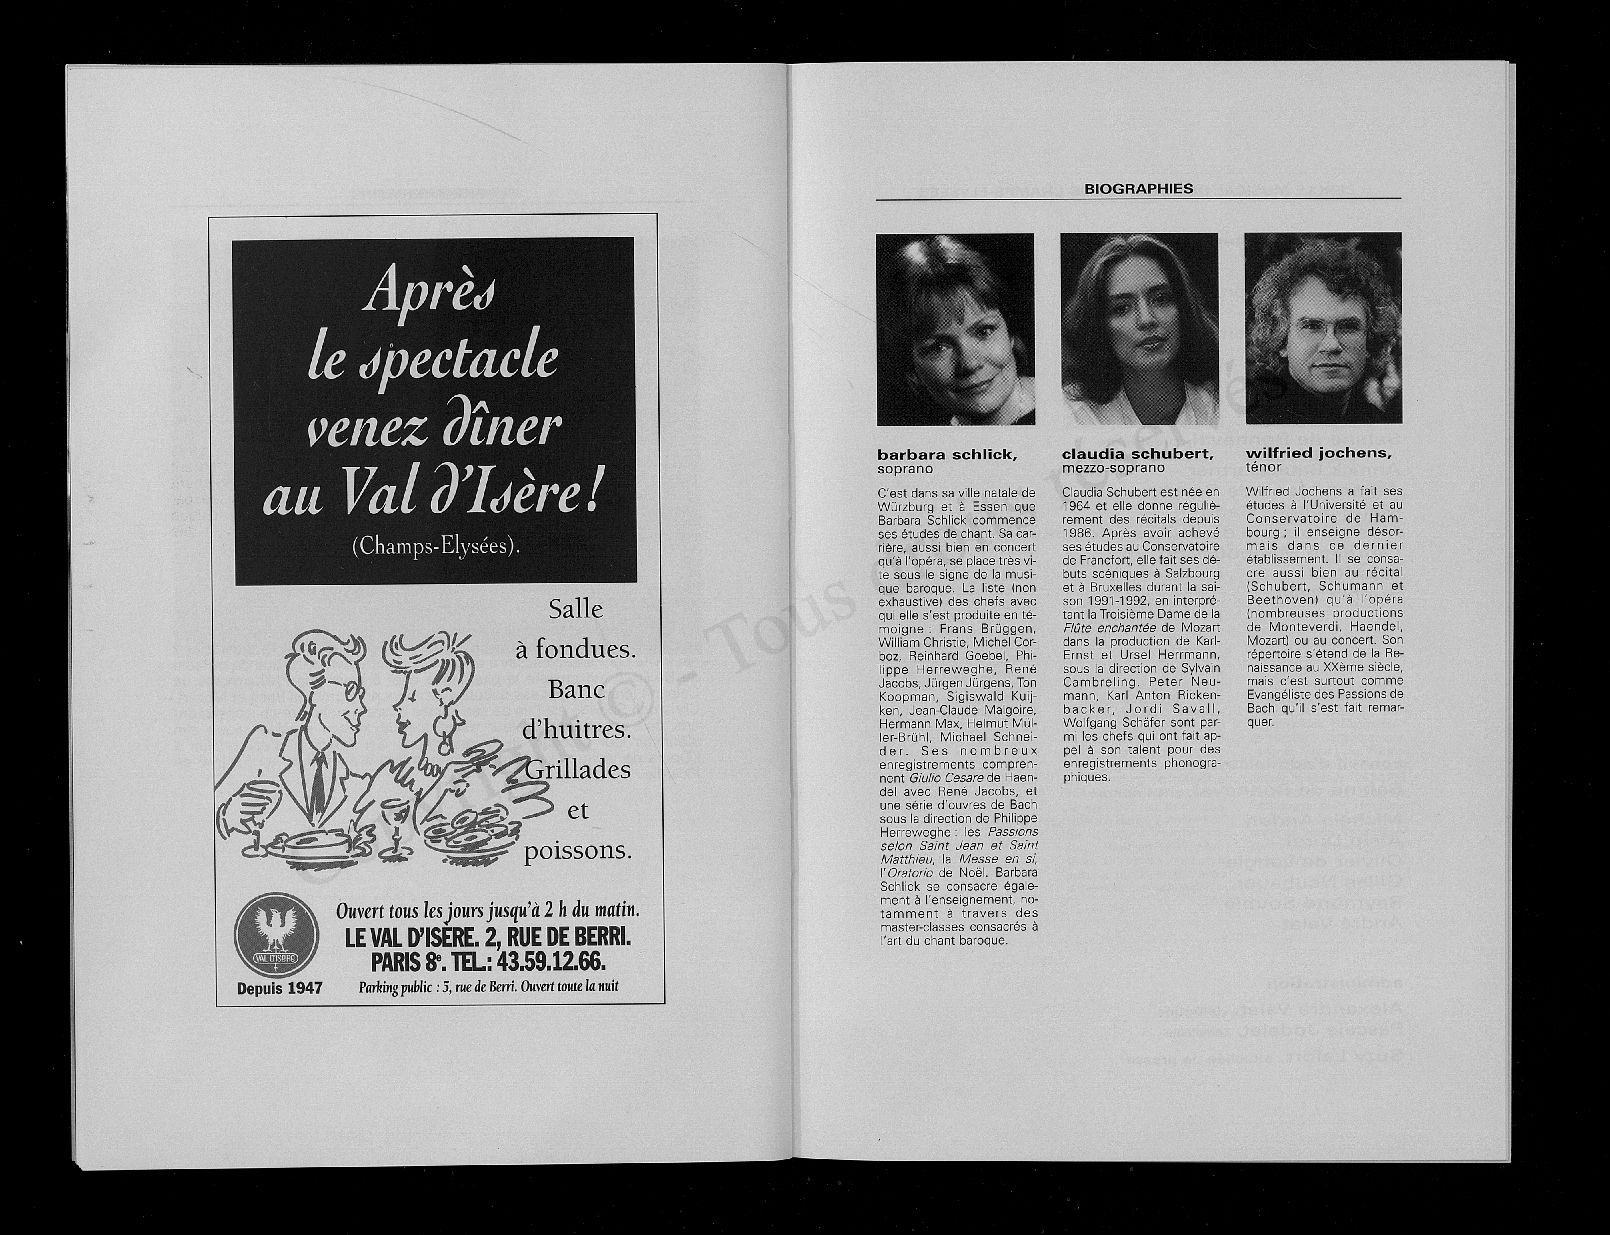 Après
le spectacle
venez dîner
au Val d'Isère!
(Champs-Elysées).
Salle
à fondues.
Banc
d'huitres.
Grillades
et
poissons.
VAL D'ISERE
Depuis 1947
Ouvert tous les jours jusqu'à 2 h du matin.
LE VAL D'ISÈRE. 2, RUE DE BERRI.
PARIS 8e. TEL.: 43.59.12.66.
Parking public : 5, rue de Berri. Ouvert toute la nuit
BIOGRAPHIES
barbara schlick,
soprano
C'est dans sa ville natale de
Würzburg et à Essen que
Barbara Schlick commence
ses études de chant. Sa car-
rière, aussi bien en concert
qu'à l'opéra, se place très vi-
te sous le signe de la musi-
que baroque. La liste (non
exhaustive) des chefs avec
qui elle s'est produite en té-
moigne : Frans Brüggen,
William Christie, Michel Cor-
boz, Reinhard Goebel, Phi-
lippe Herreweghe, René
Jacobs, Jürgen Jürgens, Ton
Koopman, Sigiswald Kuij-
ken, Jean-Claude Malgoire,
Hermann Max, Helmut Mül-
ler-Brühl, Michael Schnei-
der. Ses nombreux
enregistrements compren-
nent Giulio Cesare de Haen-
del avec René Jacobs, et
une série d'ouvres de Bach
sous la direction de Philippe
Herreweghe : les Passions
selon Saint Jean et Saint
Matthieu, la Messe en si,
l'Oratorio de Noël. Barbara
Schlick se consacre égale-
ment à l'enseignement, no-
tamment à travers des
master-classes consacrés à
l'art du chant baroque.
claudia schubert,
mezzo-soprano
Claudia Schubert est née en
1964 et elle donne réguliè-
rement des récitals depuis
1986. Après avoir achevé
ses études au Conservatoire
de Francfort, elle fait ses dé-
buts scéniques à Salzbourg
et à Bruxelles durant la sai-
son 1991-1992, en interpré-
tant la Troisième Dame de la
Flûte enchantée de Mozart
dans la production de Karl-
Ernst et Ursel Herrmann,
sous la direction de Sylvain
Cambreling. Peter Neu-
mann, Karl Anton Ricken-
backer, Jordi Savall,
Wolfgang Schäfer sont par-
mi les chefs qui ont fait ap-
pel à son talent pour des
enregistrements phonogra-
phiques.
wilfried jochens,
ténor
Wilfried Jochens a fait ses
études à l'Université et au
Conservatoire de Ham-
bourg ; il enseigne désor-
mais dans ce dernier
établissement. Il se consa-
cre aussi bien au récital
(Schubert, Schumann et
Beethoven) qu'à l'opéra
(nombreuses productions
de Monteverdi, Haendel,
Mozart) ou au concert. Son
répertoire s'étend de la Re-
naissance au XXème siècle,
mais c'est surtout comme
Evangéliste des Passions de
Bach qu'il s'est fait remar-
quer.
© - Tous
réservés